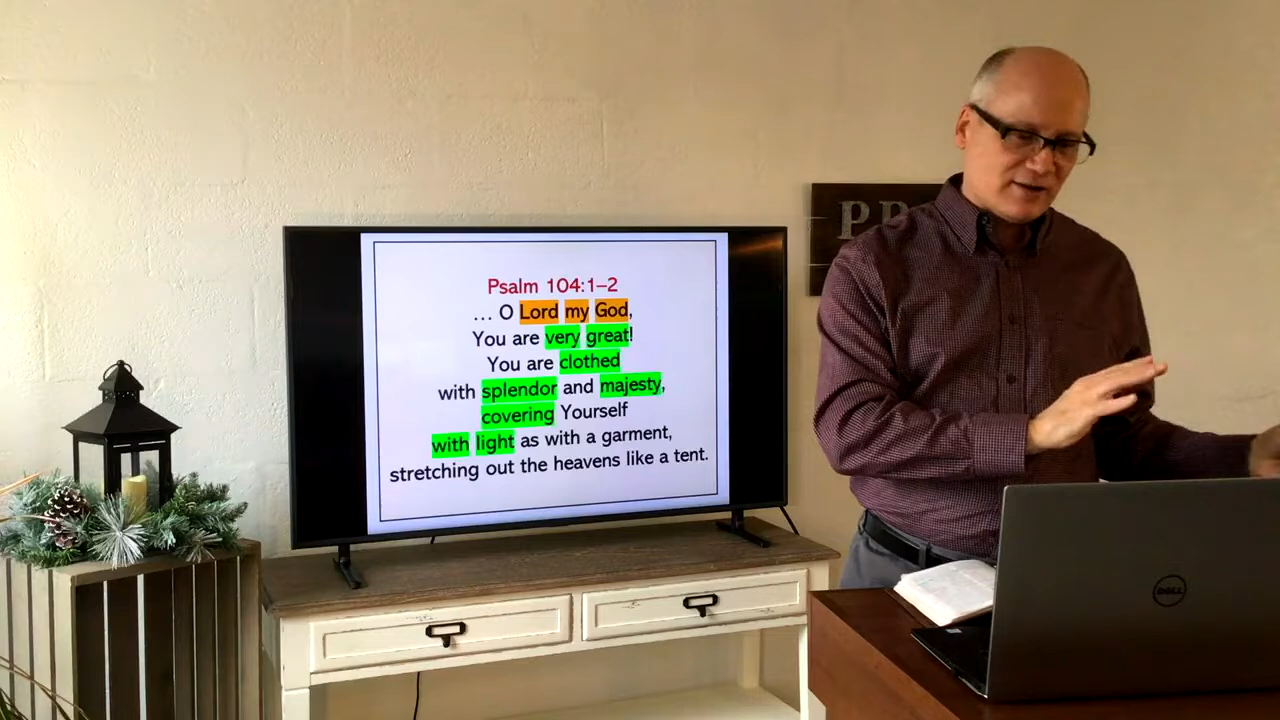 Psalm 104:1–2
... O Lord my God,
You are very great!
You are clothed
with splendor and majesty,
covering Yourself
with light as with a garment,
stretching out the heavens like a tent.
DELL